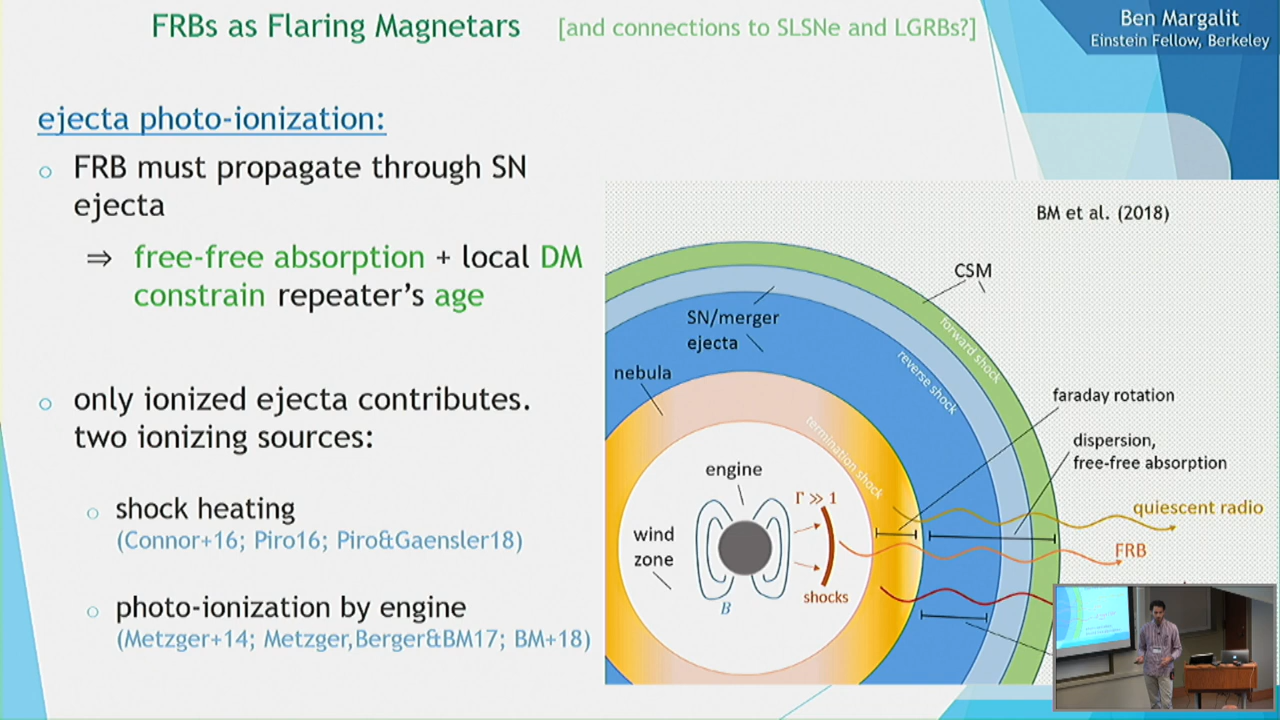 FRBs as Flaring Magnetars [and connections to SLSNe and LGRBs?]
Ben Margalit
Einstein Fellow, Berkeley
ejecta photo-ionization:
FRB must propagate through SN
ejecta
⇒ free-free absorption + local DM
constrain repeater's age
only ionized ejecta contributes.
two ionizing sources:
shock heating
(Connor+16; Piro16; Piro&Gaensler18)
photo-ionization by engine
(Metzger+14; Metzger,Berger&BM17; BM+18)
BM et al. (2018)
CSM
SN/merger
ejecta
forward shock
reverse shock
nebula
termination shock
faraday rotation
dispersion,
free-free absorption
engine
Γ ≫ 1
quiescent radio
wind
zone
FRB
shocks
B